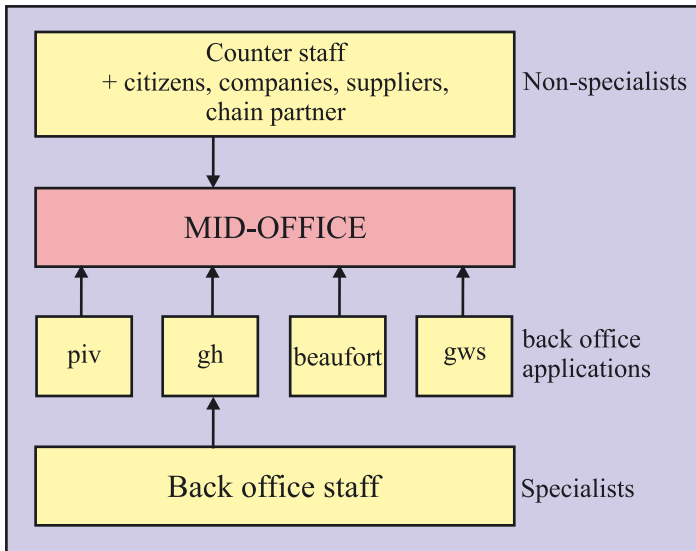 Counter staff
+ citizens, companies, suppliers,
chain partner
Non-specialists
MID-OFFICE
piv
gh
beaufort
gws
back office
applications
Back office staff
Specialists